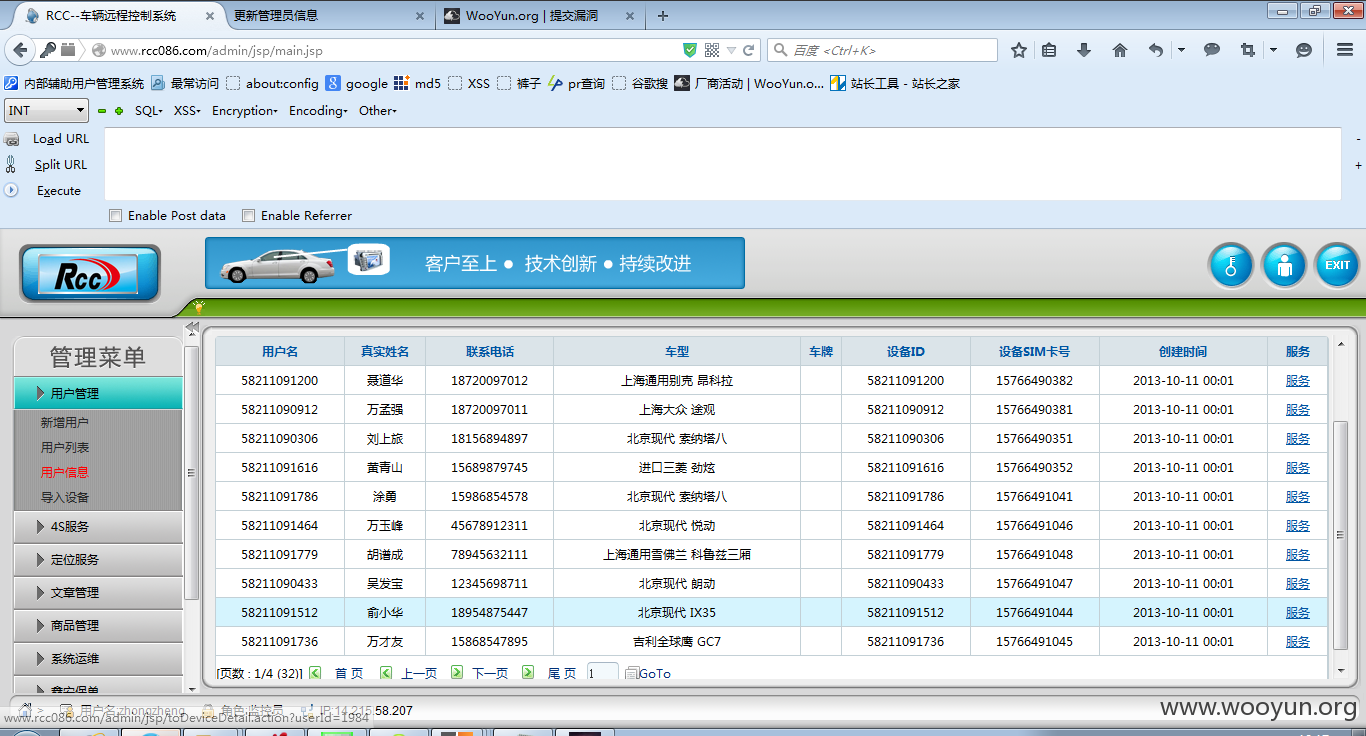 RCC--车辆远程控制系统 × 更新管理员信息 × WooYun.org | 提交漏洞 × +
www.rcc086.com/admin/jsp/main.jsp 百度 <Ctrl+K>
内部辅助用户管理系统 最常访问 about:config google md5 XSS 裤子 pr查询 谷歌搜 厂商活动 | WooYun.o... 站长工具 - 站长之家
INT SQL XSS Encryption Encoding Other
Load URL
Split URL
Execute
Enable Post data Enable Referrer
Rcc 客户至上 ● 技术创新 ● 持续改进 EXIT
管理菜单
用户管理
新增用户
用户列表
用户信息
导入设备
4S服务
定位服务
文章管理
商品管理
系统运维
鑫安保单
用户名 真实姓名 联系电话 车型 车牌 设备ID 设备SIM卡号 创建时间 服务
58211091200 聂道华 18720097012 上海通用别克 昂科拉 58211091200 15766490382 2013-10-11 00:01 服务
58211090912 万孟强 18720097011 上海大众 途观 58211090912 15766490381 2013-10-11 00:01 服务
58211090306 刘上旅 18156894897 北京现代 索纳塔八 58211090306 15766490351 2013-10-11 00:01 服务
58211091616 黄青山 15689879745 进口三菱 劲炫 58211091616 15766490352 2013-10-11 00:01 服务
58211091786 涂勇 15986854578 北京现代 索纳塔八 58211091786 15766491041 2013-10-11 00:01 服务
58211091464 万玉峰 45678912311 北京现代 悦动 58211091464 15766491046 2013-10-11 00:01 服务
58211091779 胡谱成 78945632111 上海通用雪佛兰 科鲁兹三厢 58211091779 15766491048 2013-10-11 00:01 服务
58211090433 吴发宝 12345698711 北京现代 朗动 58211090433 15766491047 2013-10-11 00:01 服务
58211091512 俞小华 18954875447 北京现代 IX35 58211091512 15766491044 2013-10-11 00:01 服务
58211091736 万才友 15868547895 吉利全球鹰 GC7 58211091736 15766491045 2013-10-11 00:01 服务
[页数 : 1/4 (32)] 首 页 上一页 下一页 尾 页 1 GoTo
用户名:zhongzheng 角色:监控员 IP:14.215.58.207
www.rcc086.com/admin/jsp/toDeviceDetail.action?userId=1984
www.wooyun.org